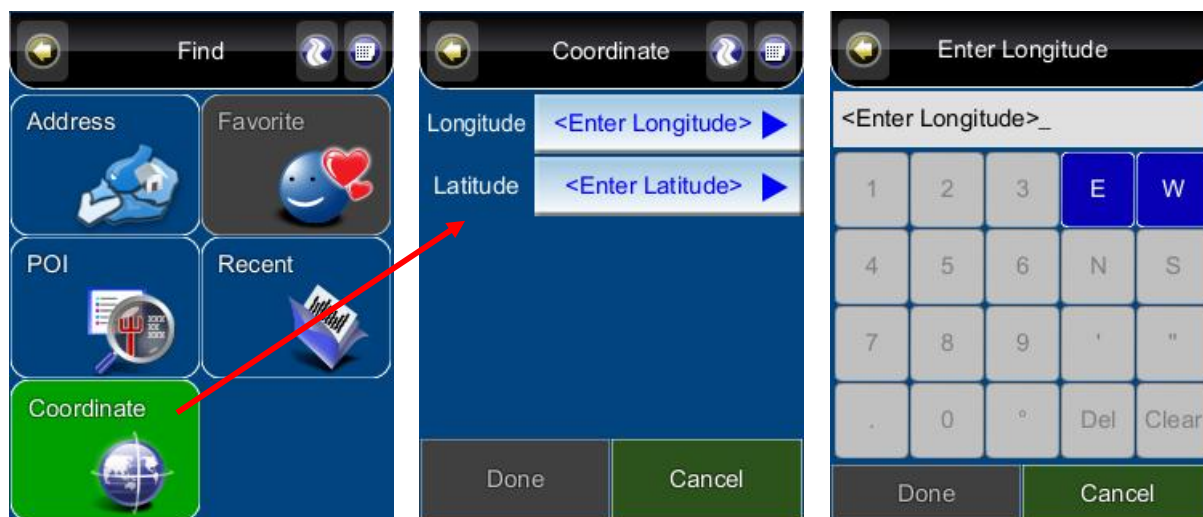 Find
Address
Favorite
POI
Recent
Coordinate
Coordinate
Longitude <Enter Longitude>
Latitude <Enter Latitude>
Done Cancel
Enter Longitude
<Enter Longitude>_
1 2 3 E W
4 5 6 N S
7 8 9 ' "
. 0 ° Del Clear
Done Cancel